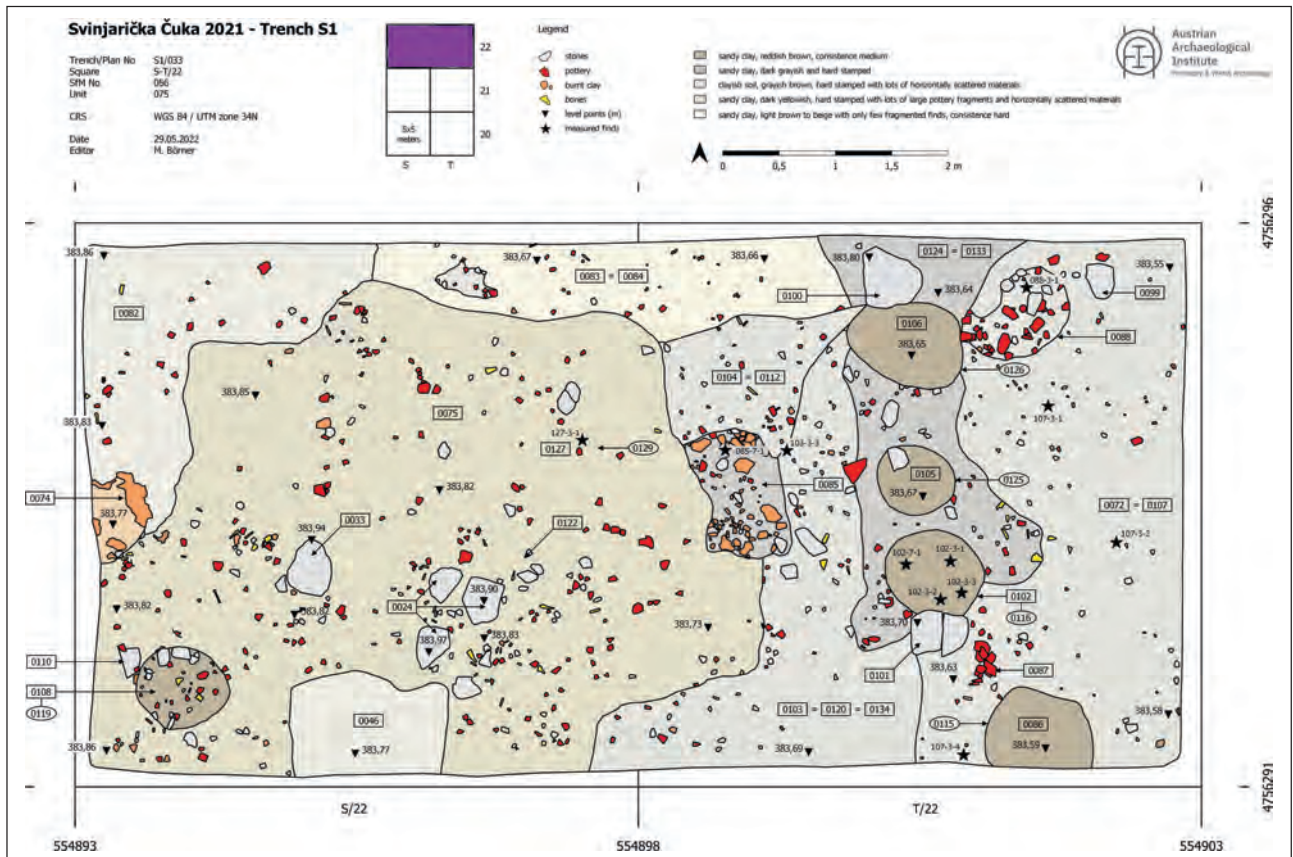 Svinjarička Čuka 2021 - Trench S1
Trench/Plan No S1/033
Square S-T/22
SfM No 066
Unit 075
CRS WGS 84 / UTM zone 34N
Date 29.05.2022
Editor M. Börner
22
21
20
5x5
meters
S T
Legend
stones
pottery
burnt clay
bones
level points (m)
measured finds
sandy clay, reddish brown, consistence medium
sandy clay, dark grayish and hard stamped
clayish soil, grayish brown, hard stamped with lots of horizontally scattered materials
sandy clay, dark yellowish, hard stamped with lots of large pottery fragments and horizontally scattered materials
sandy clay, light brown to beige with only few fragmented finds, consistence hard
Austrian
Archaeological
Institute
0 0,5 1 1,5 2 m
4756296
383,86
383,67
383,66
383,80
0124 = 0133
383,55
0083 = 0084
383,64
0100
0099
0082
0106
383,65
0088
0126
0104 = 0112
383,85
0075
107-3-1
383,83
127-3-1
0127
0129
085-7-1
103-3-3
0105
0125
383,67
0085
383,82
0074
383,77
0072 = 0107
383,94
0033
0122
107-3-2
102-7-1
102-3-1
102-3-3
102-3-2
0102
0116
383,90
0024
383,82
383,82
383,73
383,70
383,83
383,97
0110
0101
383,63
0087
0108
0119
0046
0103 = 0120 = 0134
0115
0086
383,58
383,86
383,77
383,69
107-3-4
383,59
4756291
S/22
T/22
554893
554898
554903